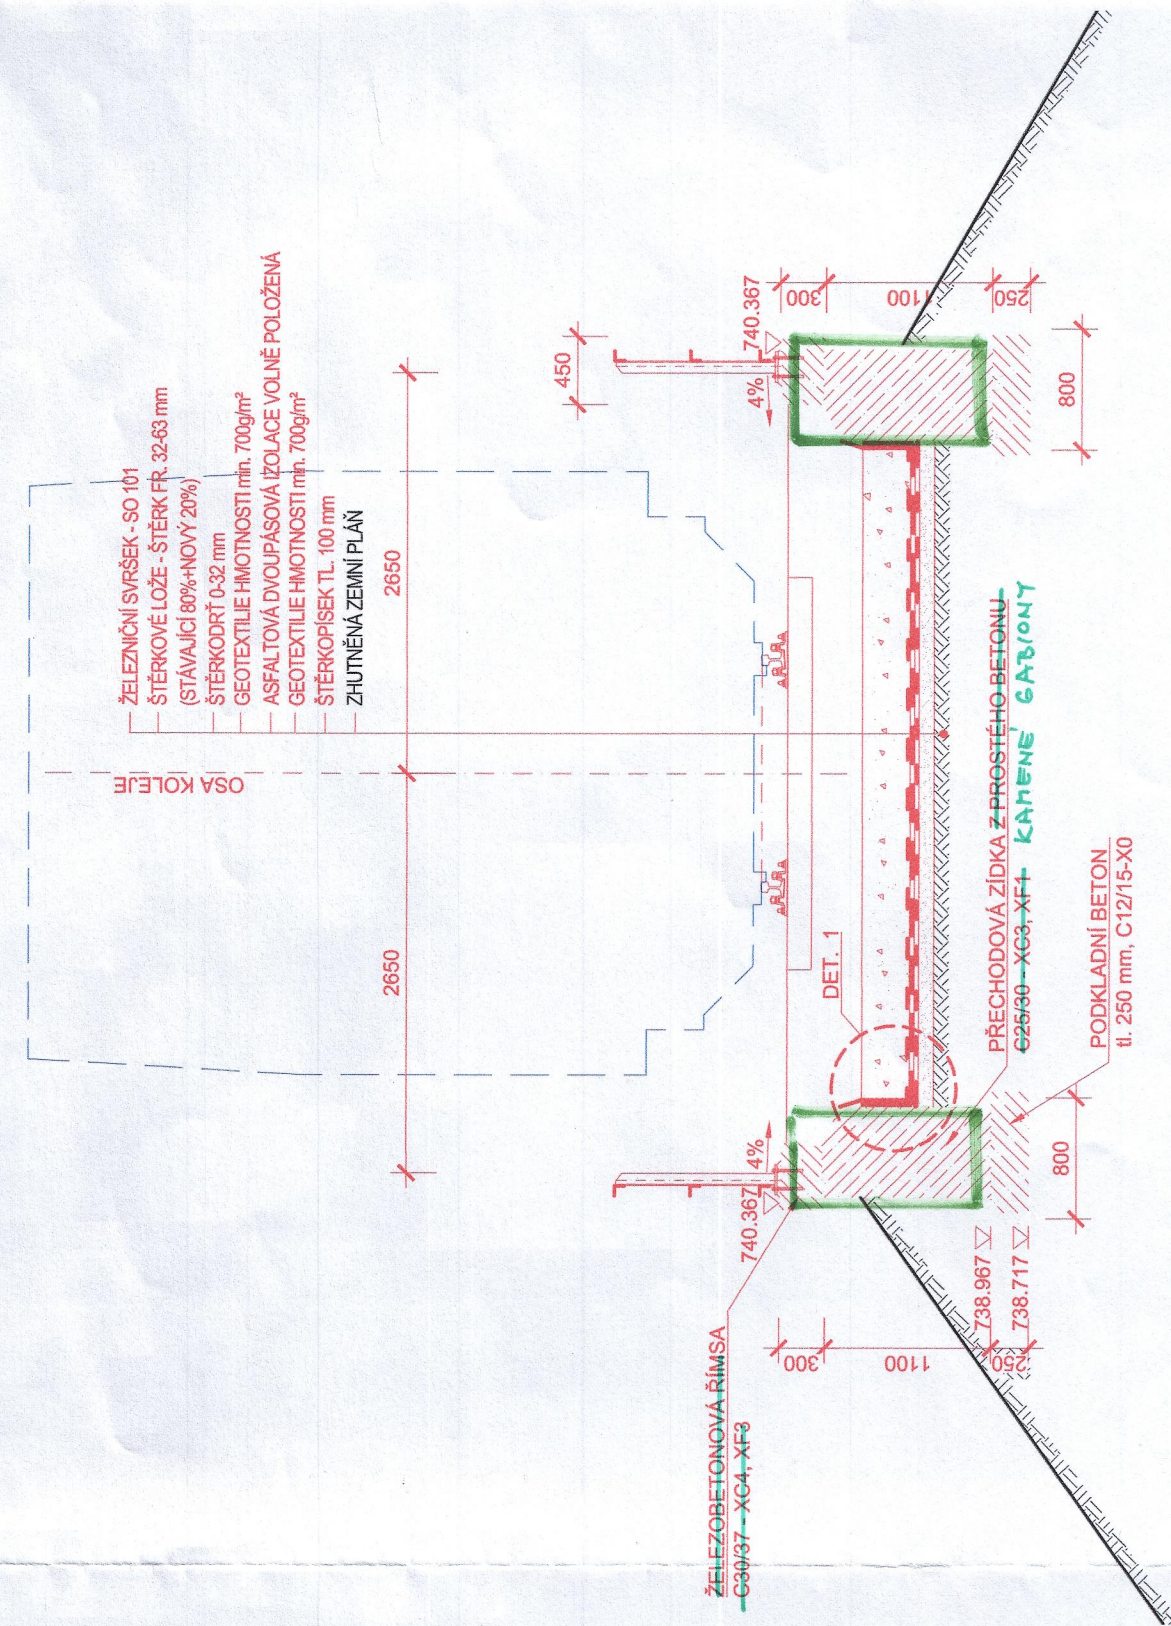 ŽELEZNIČNÍ SVRŠEK - SO 101
ŠTĚRKOVÉ LOŽE - ŠTĚRK FR. 32-63 mm
(STÁVAJÍCÍ 80%+NOVÝ 20%)
ŠTĚRKODRŤ 0-32 mm
GEOTEXTILIE HMOTNOSTI min. 700g/m²
ASFALTOVÁ DVOUPÁSOVÁ IZOLACE VOLNĚ POLOŽENÁ
GEOTEXTILIE HMOTNOSTI min. 700g/m²
ŠTĚRKOPÍSEK TL. 100 mm
ZHUTNĚNÁ ZEMNÍ PLÁŇ
OSA KOLEJE
2650
2650
450
740.367
4%
300
1100
250
800
DET. 1
740.367
4%
ŽELEZOBETONOVÁ ŘÍMSA
C30/37 - XC4, XF3
300
1100
250
738.967
738.717
800
PŘECHODOVÁ ZÍDKA Z PROSTÉHO BETONU
C25/30 - XC3, XF1 KAMENÉ GABIONY
PODKLADNÍ BETON
tl. 250 mm, C12/15-X0